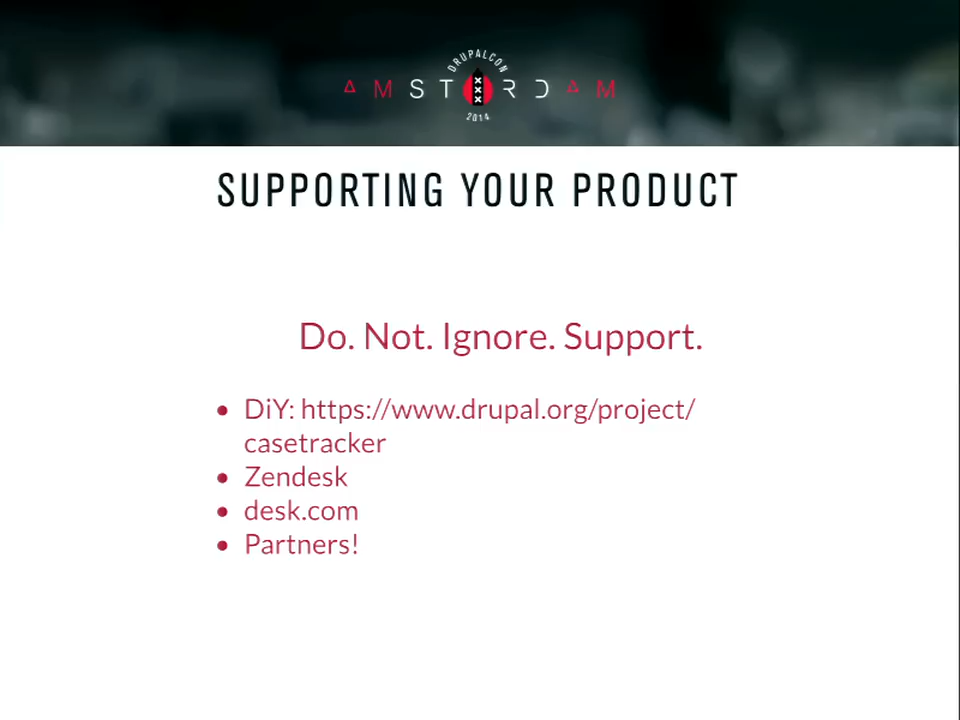 DRUPALCON
AMSTERDAM
2014
SUPPORTING YOUR PRODUCT
Do. Not. Ignore. Support.
• DiY: https://www.drupal.org/project/
casetracker
• Zendesk
• desk.com
• Partners!